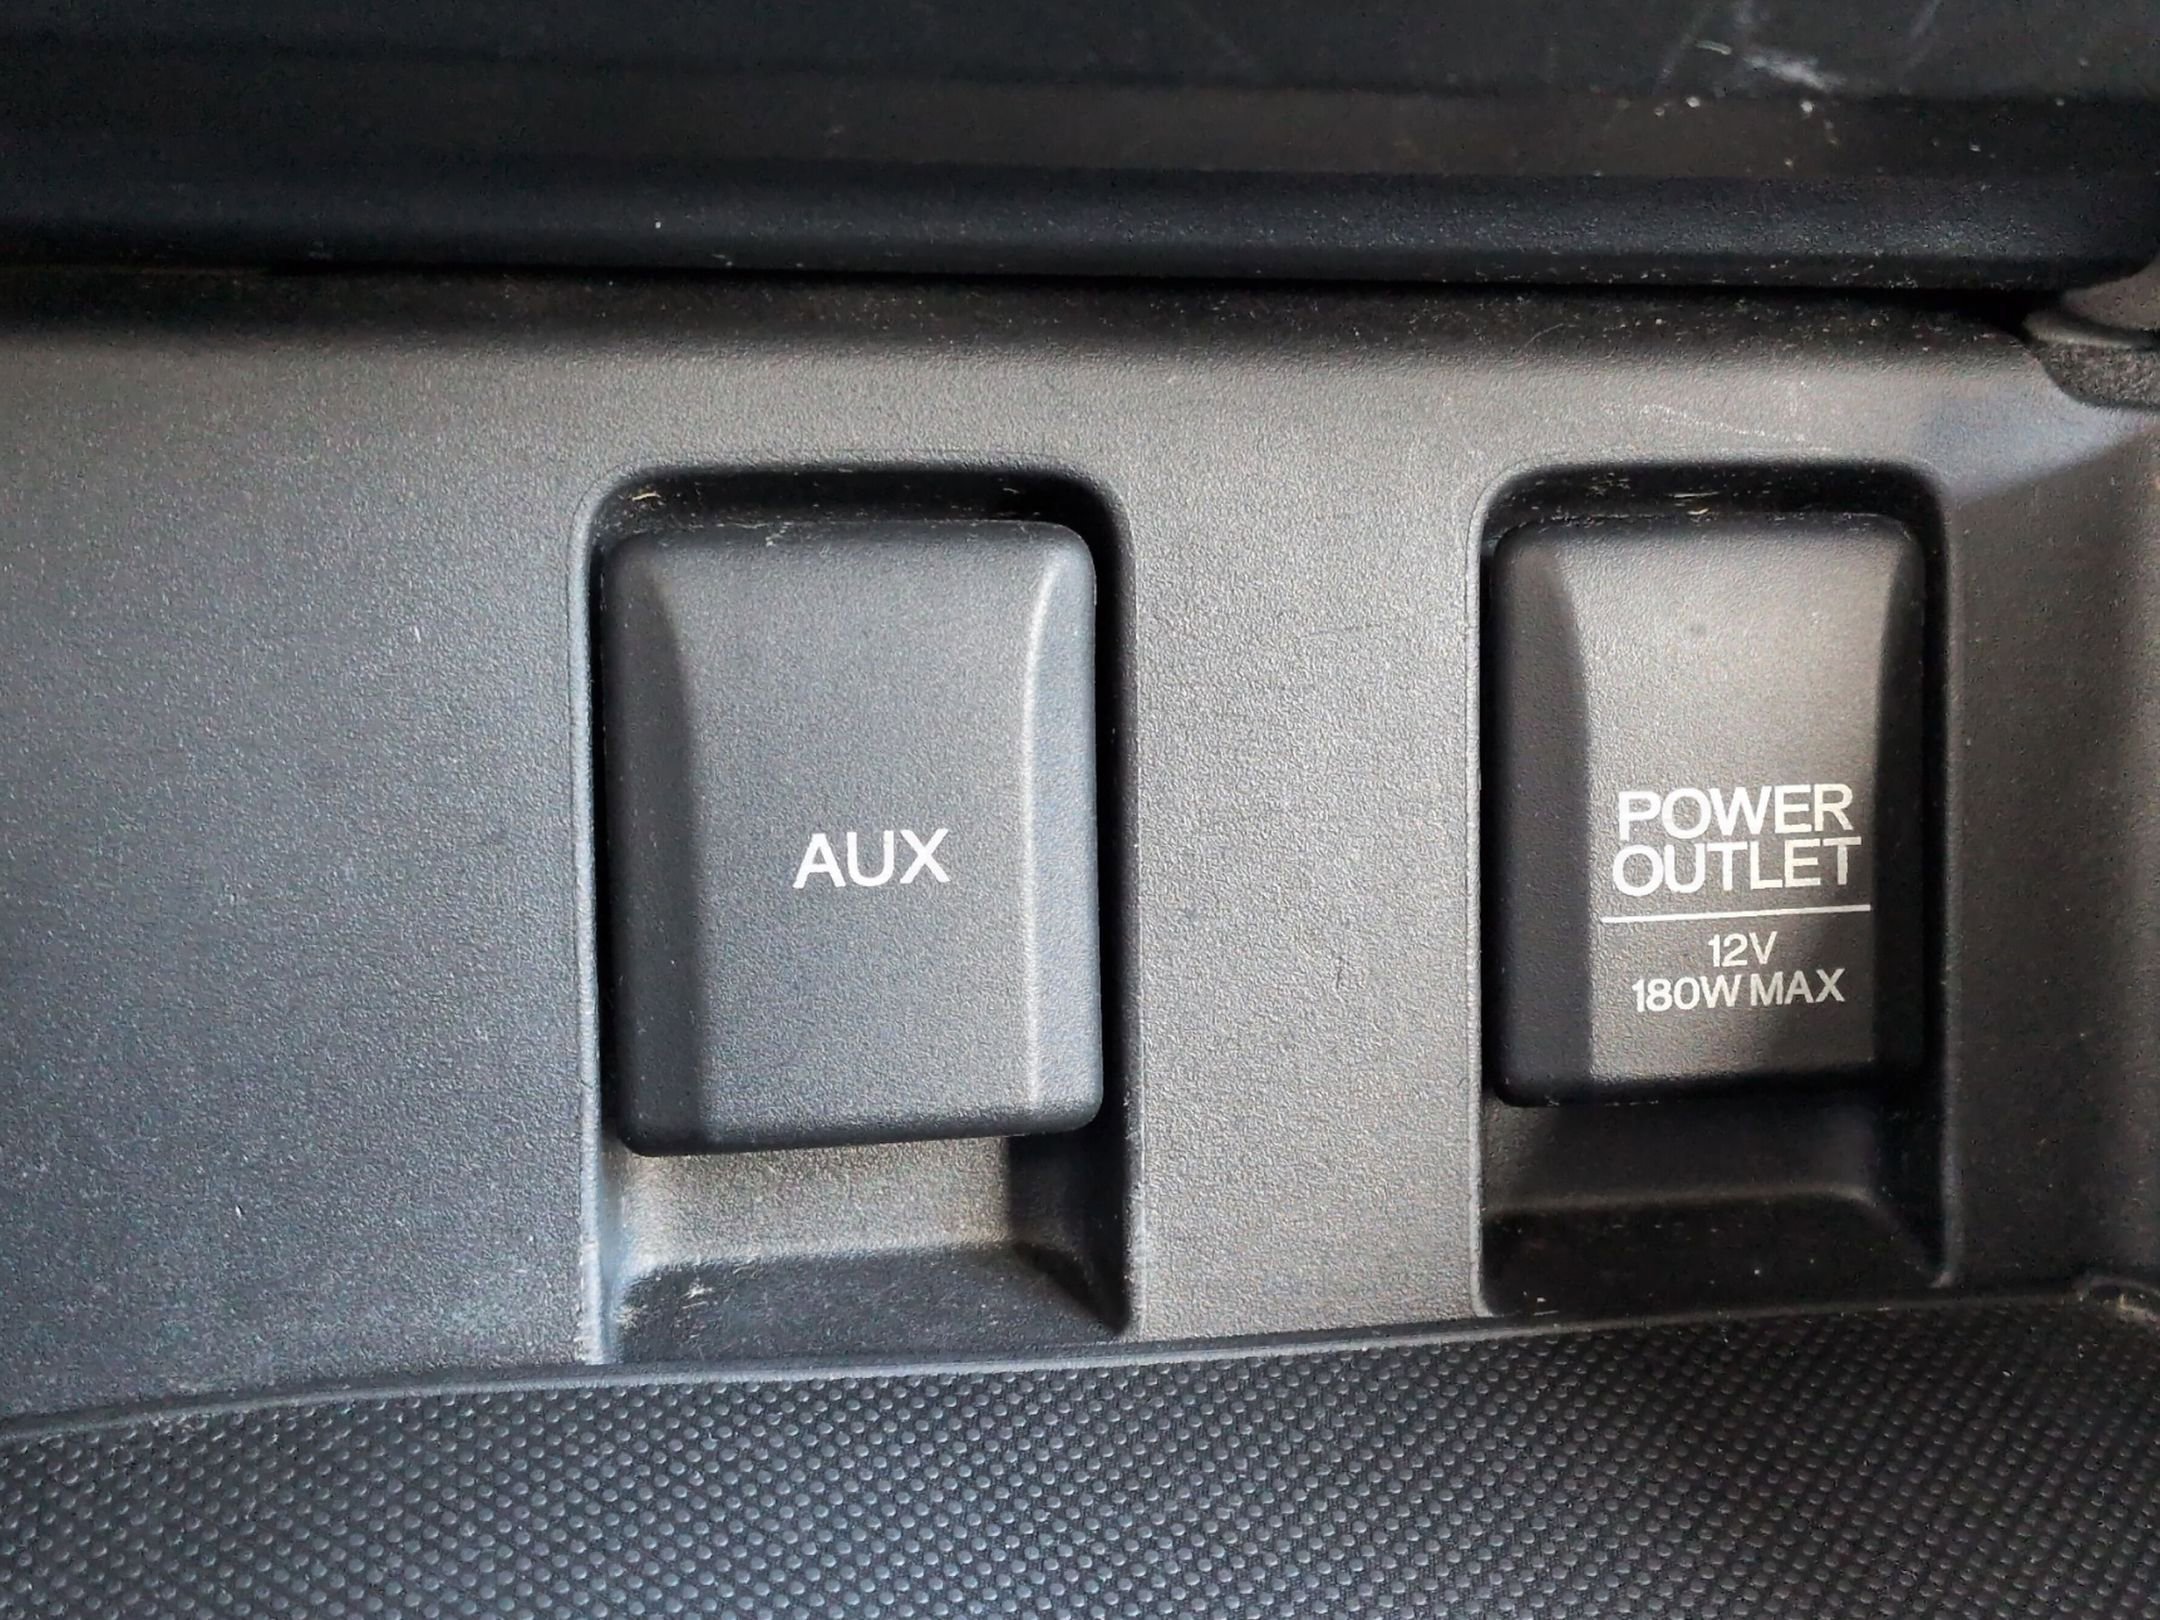 AUX
POWER
OUTLET
12V
180W MAX